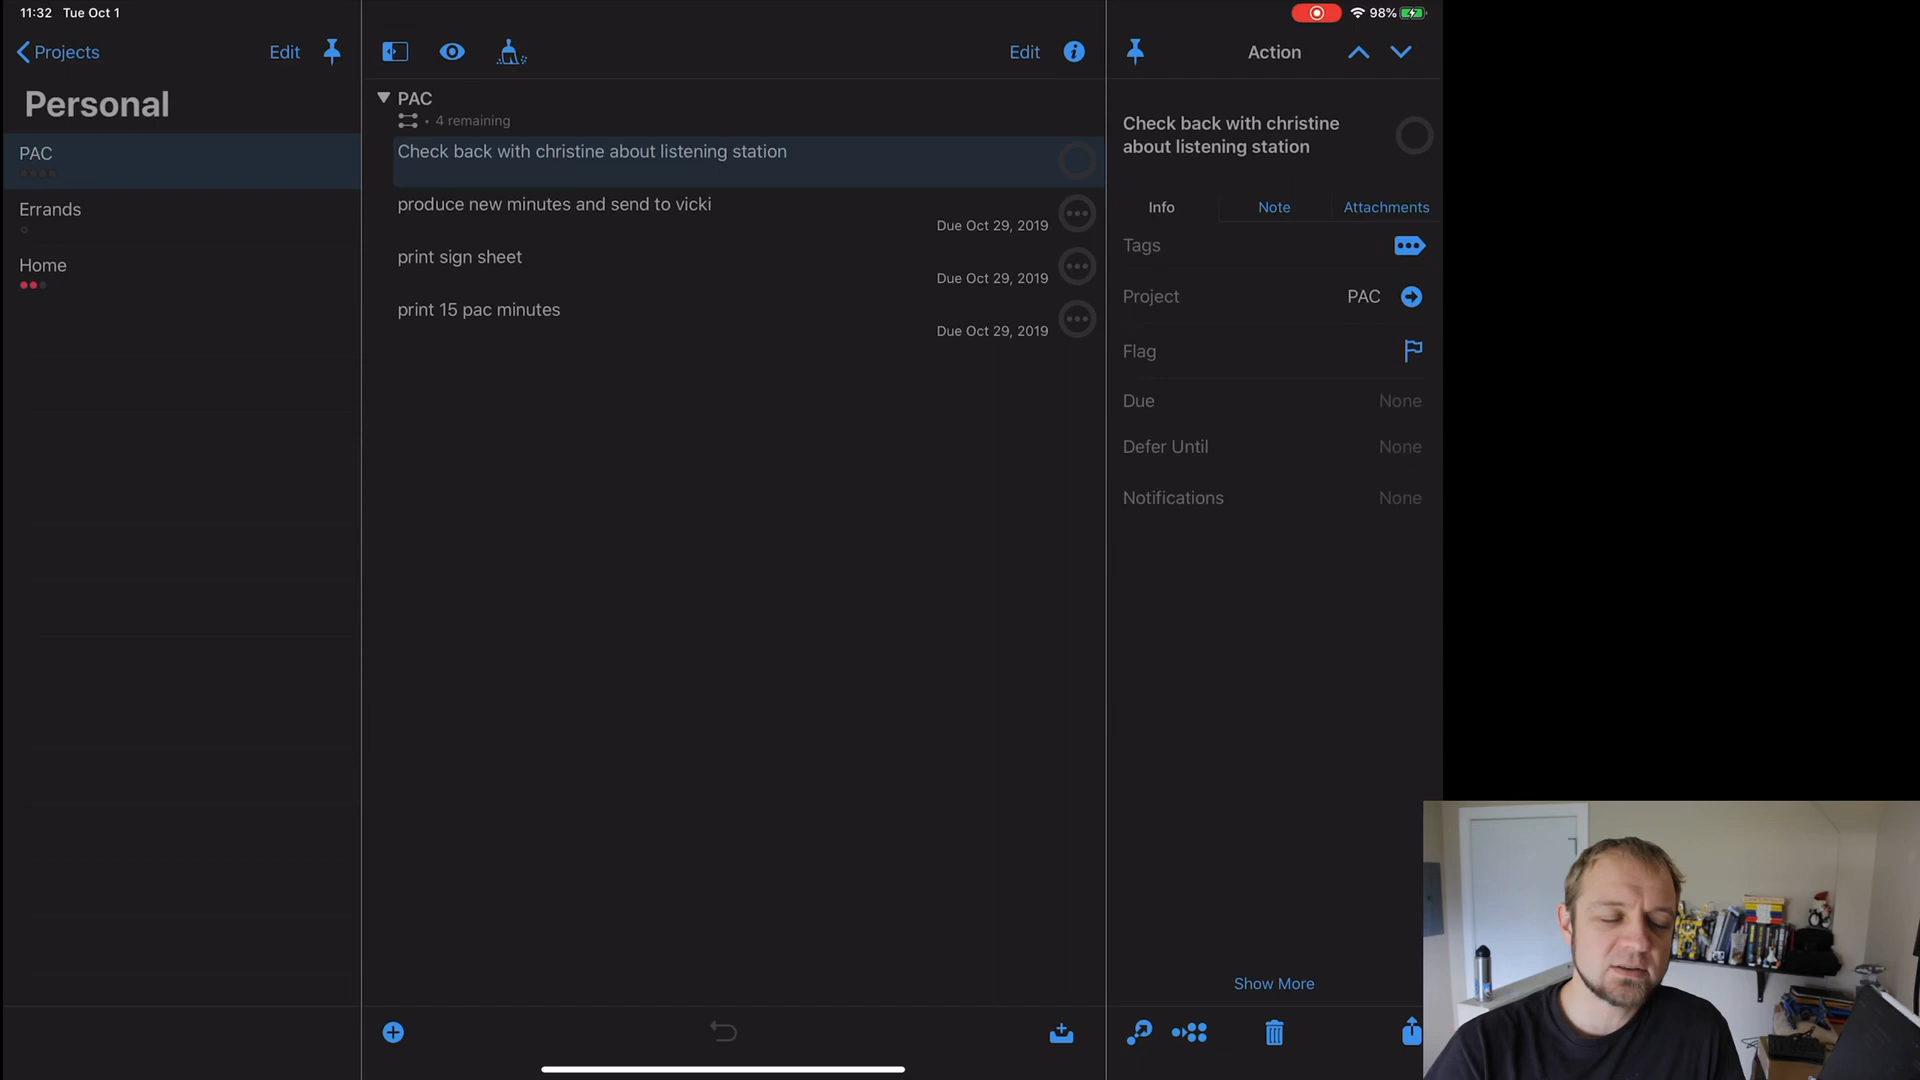 11:32 Tue Oct 1
98%
Projects
Edit
Edit
Action
Personal
PAC
Errands
Home
PAC
• 4 remaining
Check back with christine about listening station
produce new minutes and send to vicki
Due Oct 29, 2019
print sign sheet
Due Oct 29, 2019
print 15 pac minutes
Due Oct 29, 2019
Check back with christine
about listening station
Info Note Attachments
Tags
Project PAC
Flag
Due None
Defer Until None
Notifications None
Show More